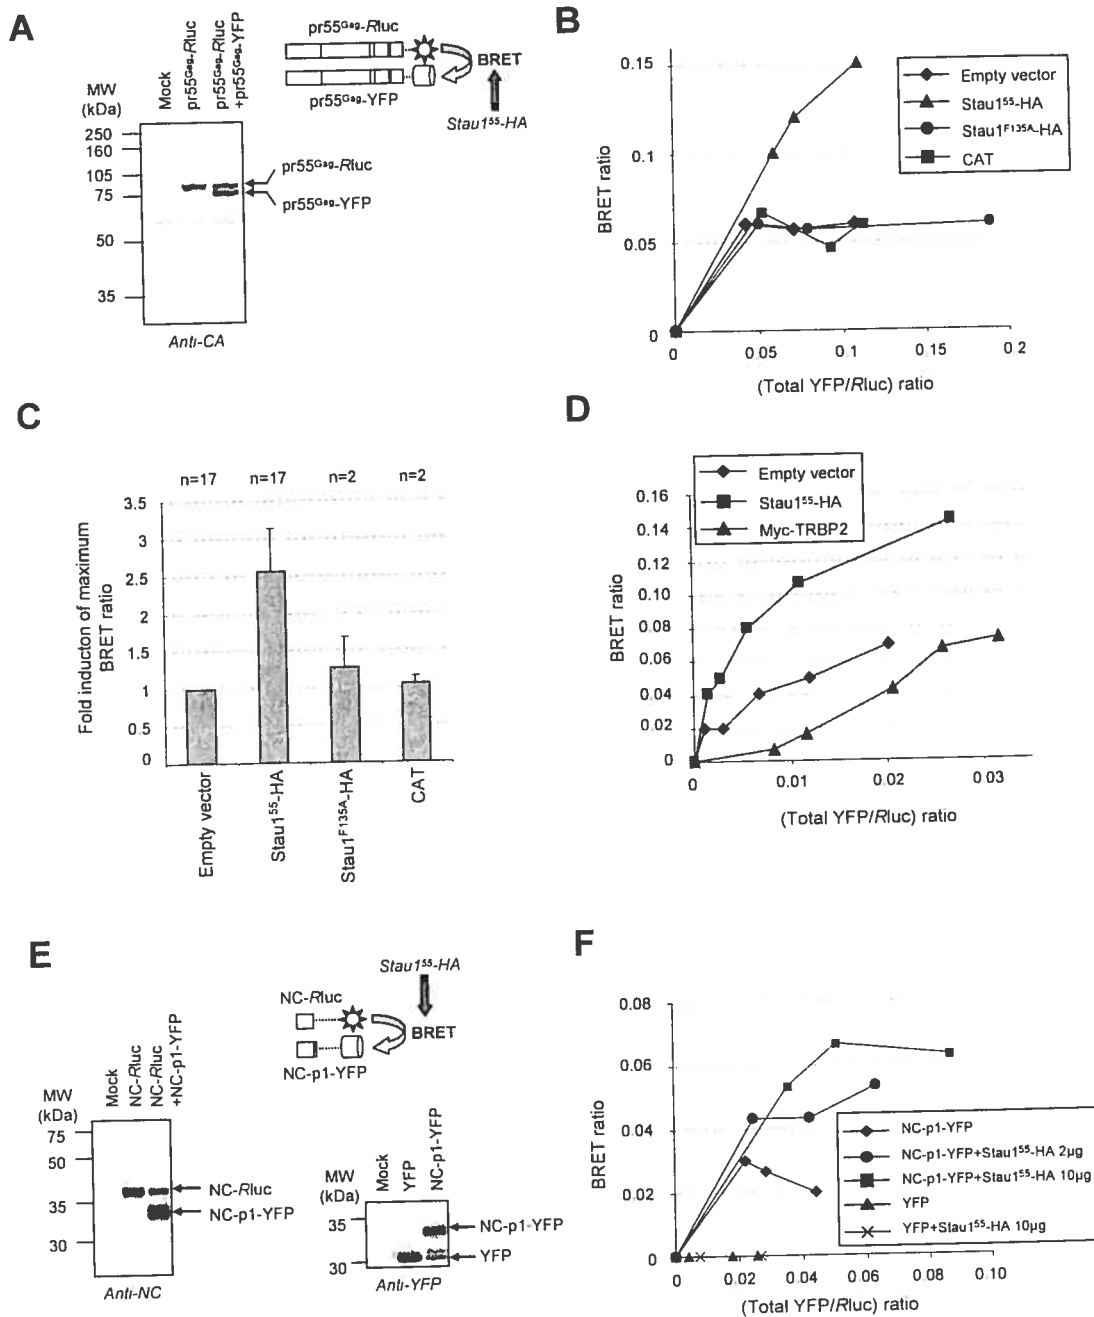 A
MW
(kDa)
Mock
pr55Gag-Rluc
pr55Gag-Rluc
+pr55Gag-YFP
250
160
105
75
50
35
pr55Gag-Rluc
pr55Gag-YFP
Anti-CA
pr55Gag-Rluc
pr55Gag-YFP
BRET
Stau155-HA
B
BRET ratio
0.15
0.1
0.05
0
0
0.05
0.1
0.15
0.2
(Total YFP/Rluc) ratio
Empty vector
Stau155-HA
Stau1F135A-HA
CAT
C
n=17
n=17
n=2
n=2
Fold inducton of maximum
BRET ratio
3.5
3
2.5
2
1.5
1
0.5
0
Empty vector
Stau155-HA
Stau1F135A-HA
CAT
D
Empty vector
Stau155-HA
Myc-TRBP2
BRET ratio
0.16
0.14
0.12
0.10
0.08
0.06
0.04
0.02
0
0
0.01
0.02
0.03
(Total YFP/Rluc) ratio
E
Stau155-HA
NC-Rluc
BRET
NC-p1-YFP
MW
(kDa)
Mock
NC-Rluc
NC-Rluc
+NC-p1-YFP
75
50
35
30
NC-Rluc
NC-p1-YFP
Anti-NC
MW
(kDa)
Mock
YFP
NC-p1-YFP
35
30
NC-p1-YFP
YFP
Anti-YFP
F
BRET ratio
0.08
0.06
0.04
0.02
0
0
0.02
0.04
0.06
0.08
0.10
(Total YFP/Rluc) ratio
NC-p1-YFP
NC-p1-YFP+Stau155-HA 2µg
NC-p1-YFP+Stau155-HA 10µg
YFP
YFP+Stau155-HA 10µg